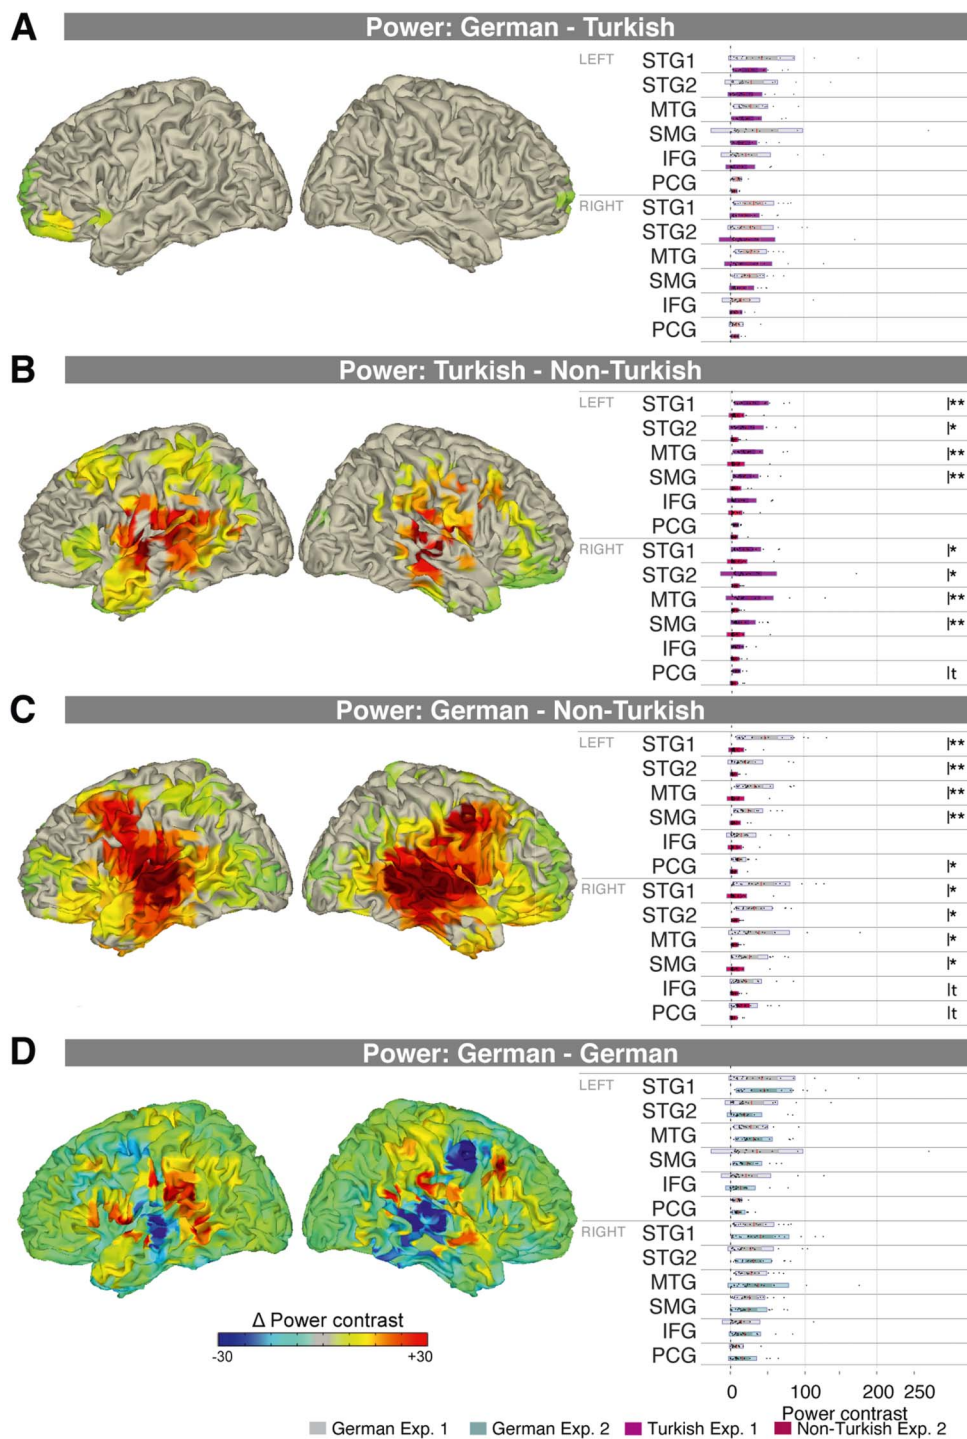 A
Power: German - Turkish
LEFT
STG1
STG2
MTG
SMG
IFG
PCG
RIGHT
STG1
STG2
MTG
SMG
IFG
PCG
B
Power: Turkish - Non-Turkish
LEFT
STG1 **
STG2 *
MTG **
SMG **
IFG
PCG
RIGHT
STG1 *
STG2 *
MTG **
SMG **
IFG
PCG t
C
Power: German - Non-Turkish
LEFT
STG1 **
STG2 **
MTG **
SMG **
IFG
PCG *
RIGHT
STG1 *
STG2 *
MTG *
SMG *
IFG t
PCG t
D
Power: German - German
LEFT
STG1
STG2
MTG
SMG
IFG
PCG
RIGHT
STG1
STG2
MTG
SMG
IFG
PCG
Δ Power contrast
-30 +30
0 100 200 250
Power contrast
German Exp. 1 German Exp. 2 Turkish Exp. 1 Non-Turkish Exp. 2